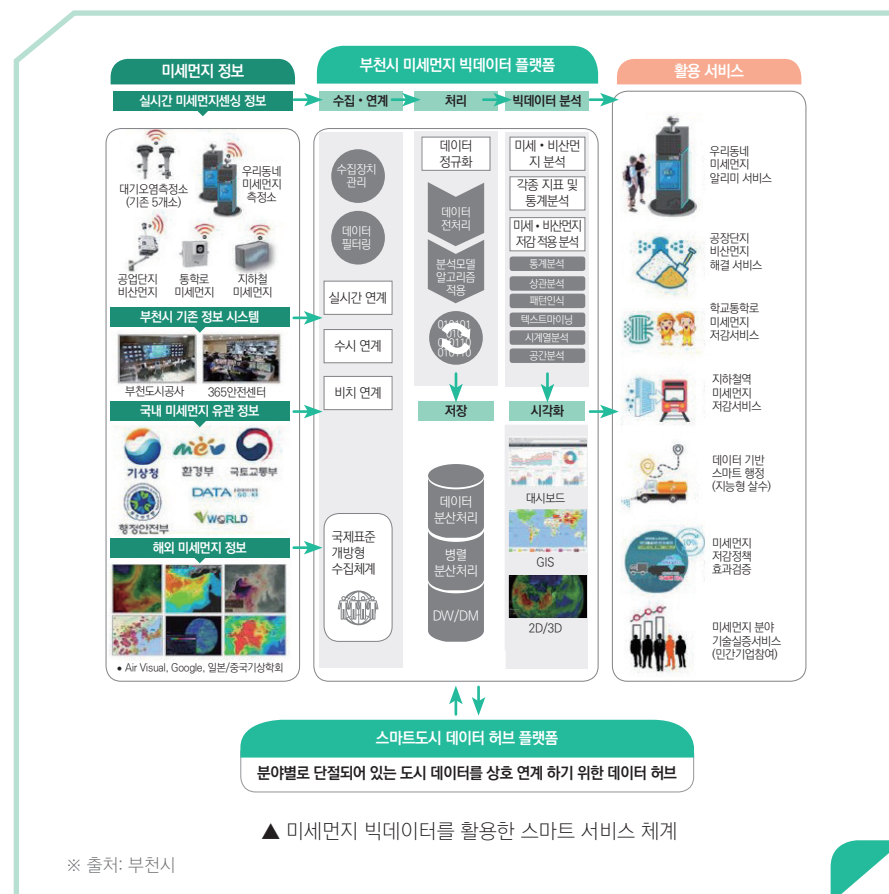 미세먼지 정보
실시간 미세먼지센싱 정보
대기오염측정소
(기존 5개소)
우리동네
미세먼지
측정소
공업단지
비산먼지
통학로
미세먼지
지하철
미세먼지
부천시 기존 정보 시스템
부천도시공사
365안전센터
국내 미세먼지 유관 정보
기상청
mev
환경부
국토교통부
행정안전부
DATA
VWORLD
해외 미세먼지 정보
• Air Visual, Google, 일본/중국기상학회
부천시 미세먼지 빅데이터 플랫폼
수집・연계
처리
빅데이터 분석
수집장치
관리
데이터
필터링
실시간 연계
수시 연계
비치 연계
국제표준
개방형
수집체계
데이터
정규화
데이터
전처리
분석모델
알고리즘
적용
저장
데이터
분산처리
병렬
분산처리
DW/DM
미세・비산먼
지 분석
각종 지표 및
통계분석
미세・비산먼지
저감 적용 분석
통계분석
상관분석
패턴인식
텍스트마이닝
시계열분석
공간분석
시각화
대시보드
GIS
2D/3D
활용 서비스
우리동네
미세먼지
알리미 서비스
공장단지
비산먼지
해결 서비스
학교통학로
미세먼지
저감서비스
지하철역
미세먼지
저감서비스
데이터 기반
스마트 행정
(지능형 살수)
미세먼지
저감정책
효과검증
미세먼지 분야
기술실증서비스
(민간기업참여)
스마트도시 데이터 허브 플랫폼
분야별로 단절되어 있는 도시 데이터를 상호 연계 하기 위한 데이터 허브
▲ 미세먼지 빅데이터를 활용한 스마트 서비스 체계
※ 출처: 부천시